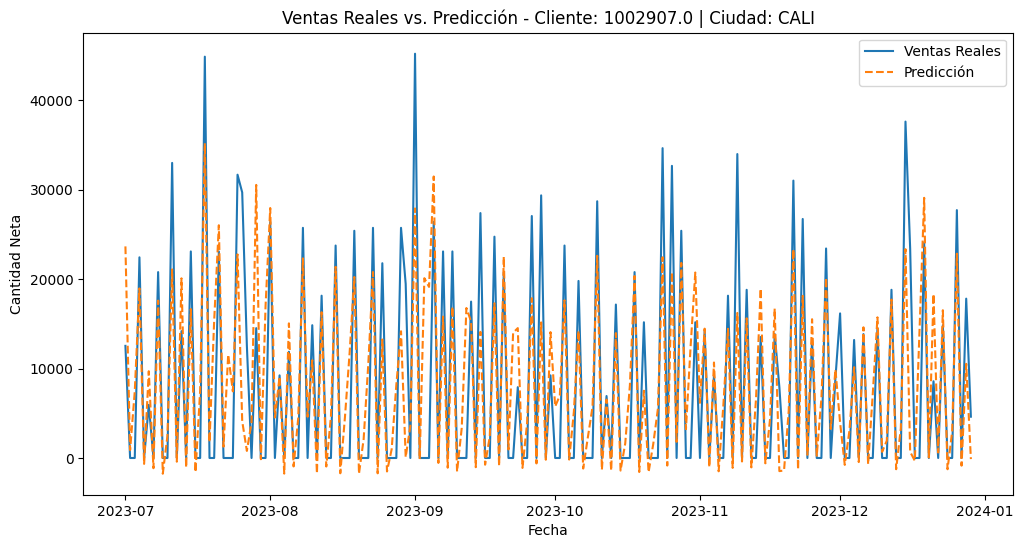 Ventas Reales vs. Predicción - Cliente: 1002907.0 | Ciudad: CALI
Ventas Reales
Predicción
Cantidad Neta
40000
30000
20000
10000
0
2023-07
2023-08
2023-09
2023-10
2023-11
2023-12
2024-01
Fecha